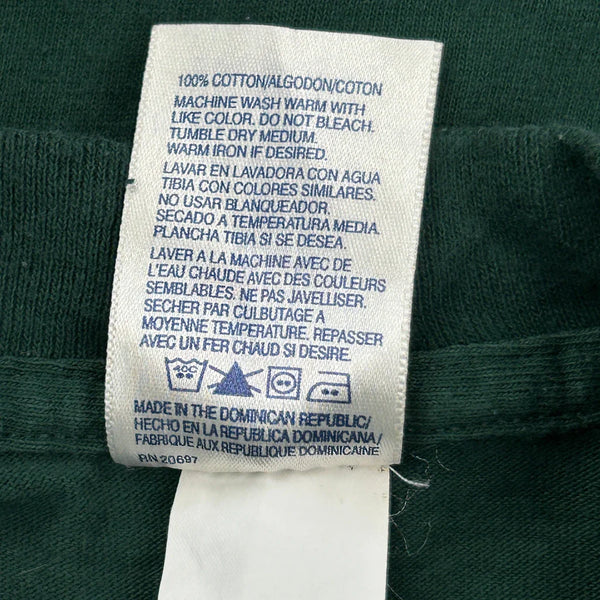 100% COTTON/ALGODON/COTON
MACHINE WASH WARM WITH
LIKE COLOR. DO NOT BLEACH.
TUMBLE DRY MEDIUM.
WARM IRON IF DESIRED.
LAVAR EN LAVADORA CON AGUA
TIBIA CON COLORES SIMILARES.
NO USAR BLANQUEADOR.
SECADO A TEMPERATURA MEDIA.
PLANCHA TIBIA SI SE DESEA.
LAVER A LA MACHINE AVEC DE
L'EAU CHAUDE AVEC DES COULEURS
SEMBLABLES. NE PAS JAVELLISER.
SECHER PAR CULBUTAGE A
MOYENNE TEMPERATURE. REPASSER
AVEC UN FER CHAUD SI DESIRE.
40C
MADE IN THE DOMINICAN REPUBLIC/
HECHO EN LA REPUBLICA DOMINICANA/
FABRIQUE AUX REPUBLIQUE DOMINICAINE
RN 20697